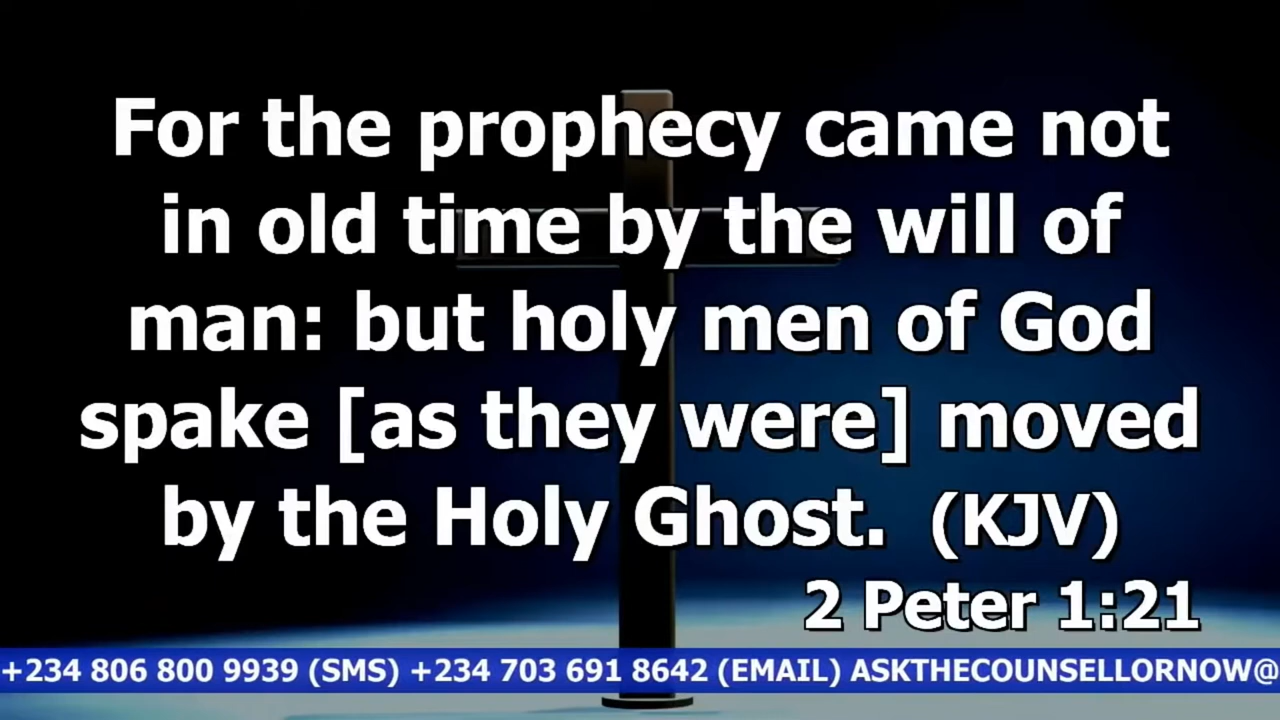 For the prophecy came not
in old time by the will of
man: but holy men of God
spake [as they were] moved
by the Holy Ghost. (KJV)
2 Peter 1:21
+234 806 800 9939 (SMS) +234 703 691 8642 (EMAIL) ASKTHECOUNSELLORNOW@